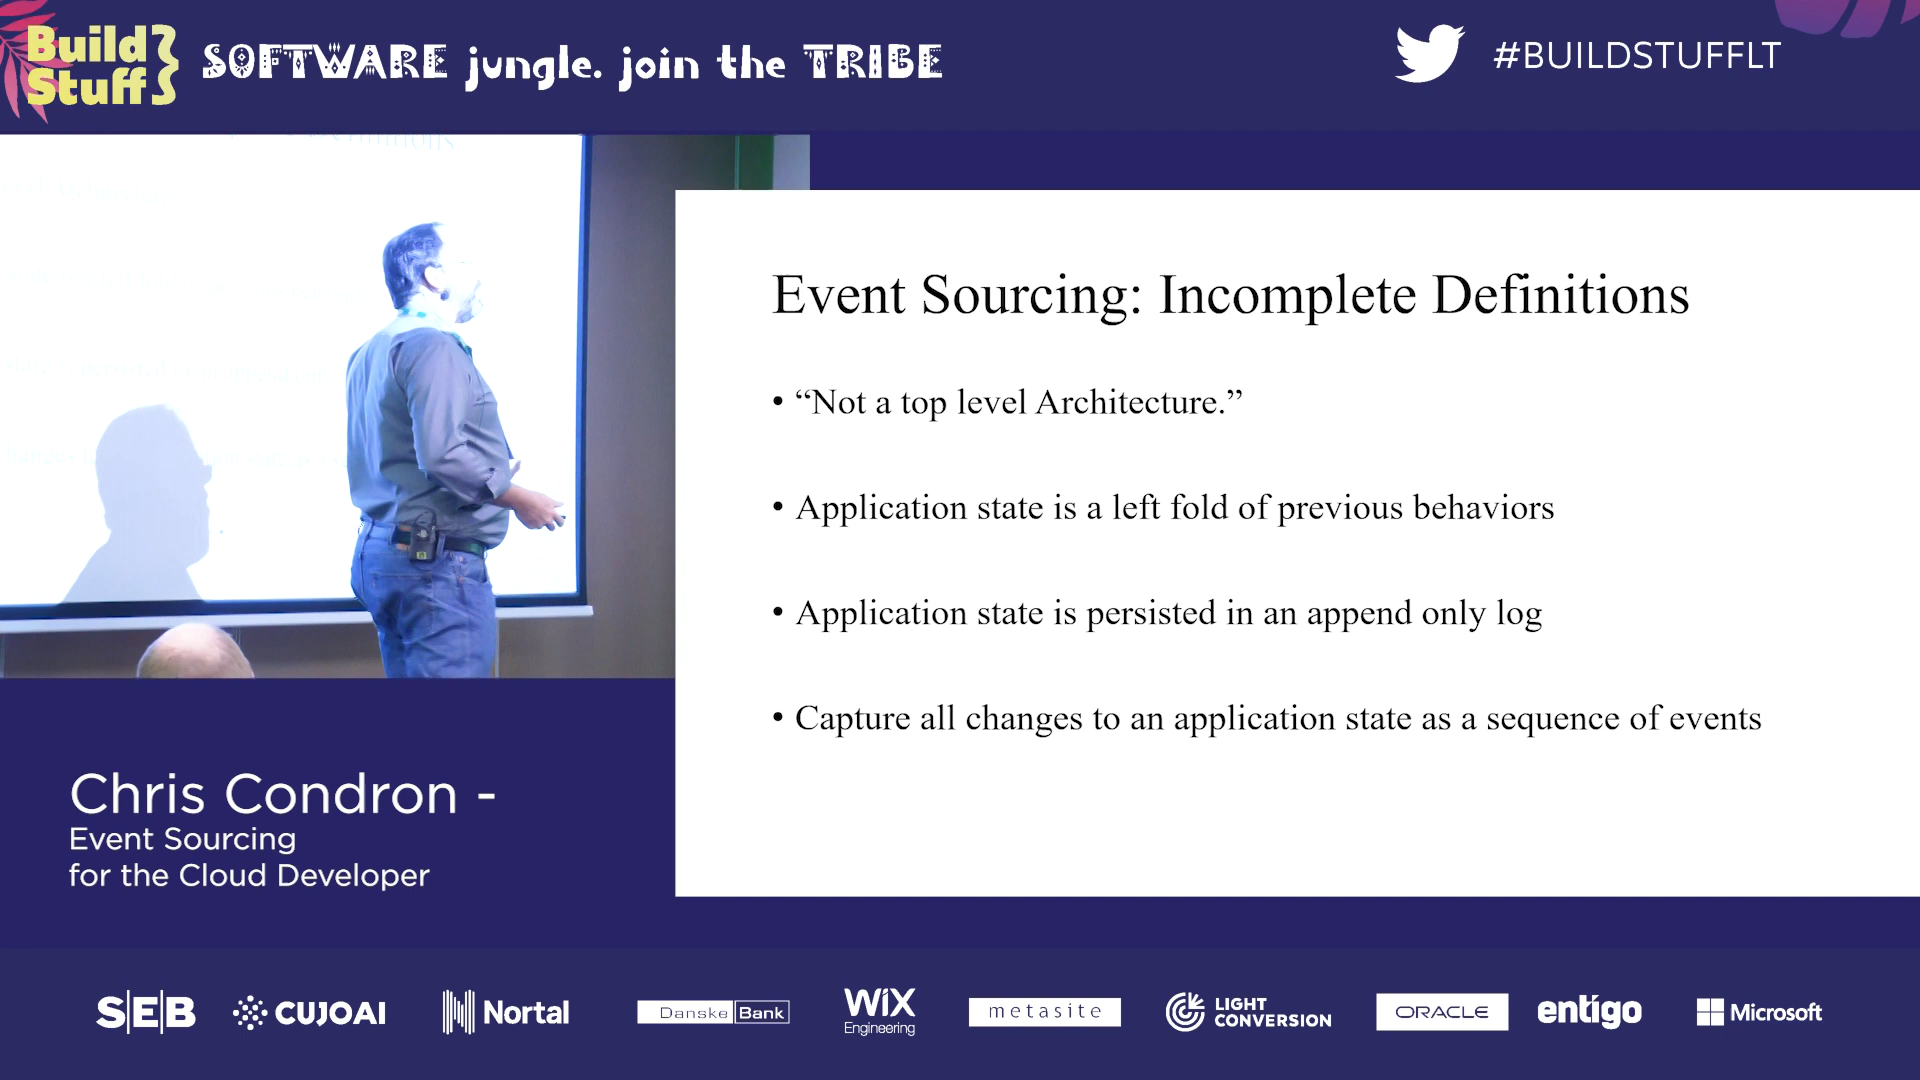 Build
Stuff
SOFTWARE jungle. join the TRIBE
#BUILDSTUFFLT
Event Sourcing: Incomplete Definitions
• “Not a top level Architecture.”
• Application state is a left fold of previous behaviors
• Application state is persisted in an append only log
• Capture all changes to an application state as a sequence of events
Chris Condron -
Event Sourcing
for the Cloud Developer
S|E|B
CUJOAI
Nortal
Danske Bank
WiX
Engineering
metasite
LIGHT
CONVERSION
ORACLE
entigo
Microsoft